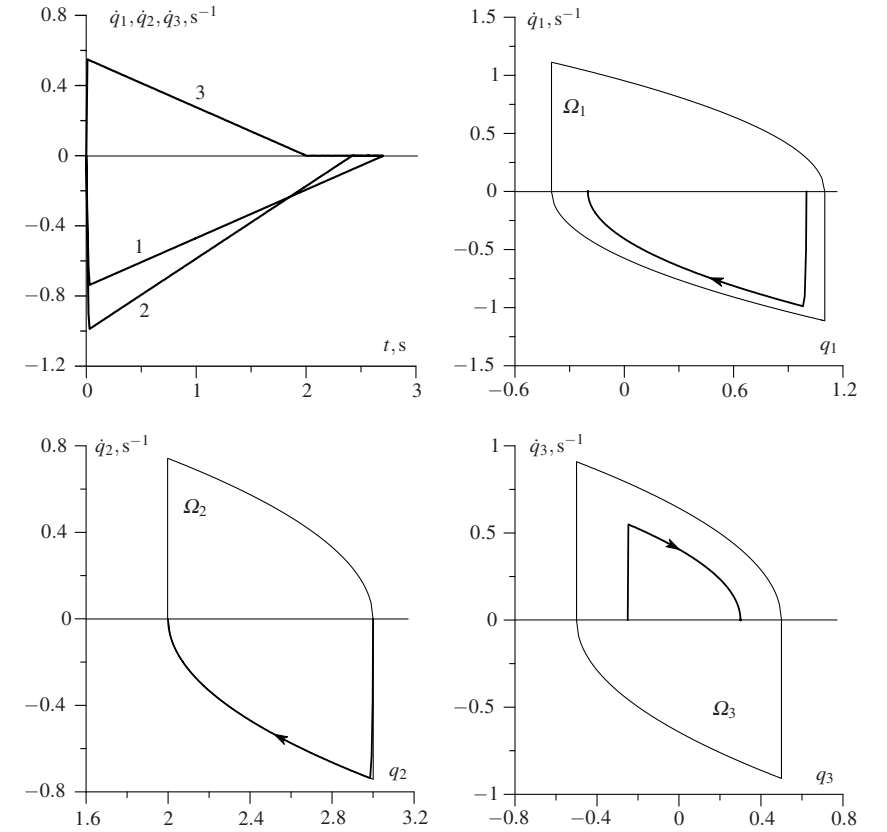 0.8
q̇₁, q̇₂, q̇₃, s⁻¹
0.4
0
−0.4
−0.8
−1.2
3
1
2
t, s
0 1 2 3
1.5
q̇₁, s⁻¹
1
0.5
0
−0.5
−1
−1.5
Ω₁
q₁
−0.6 0 0.6 1.2
0.8
q̇₂, s⁻¹
0.4
0
−0.4
−0.8
Ω₂
q₂
1.6 2 2.4 2.8 3.2
1
q̇₃, s⁻¹
0.5
0
−0.5
−1
Ω₃
q₃
−0.8 −0.4 0 0.4 0.8